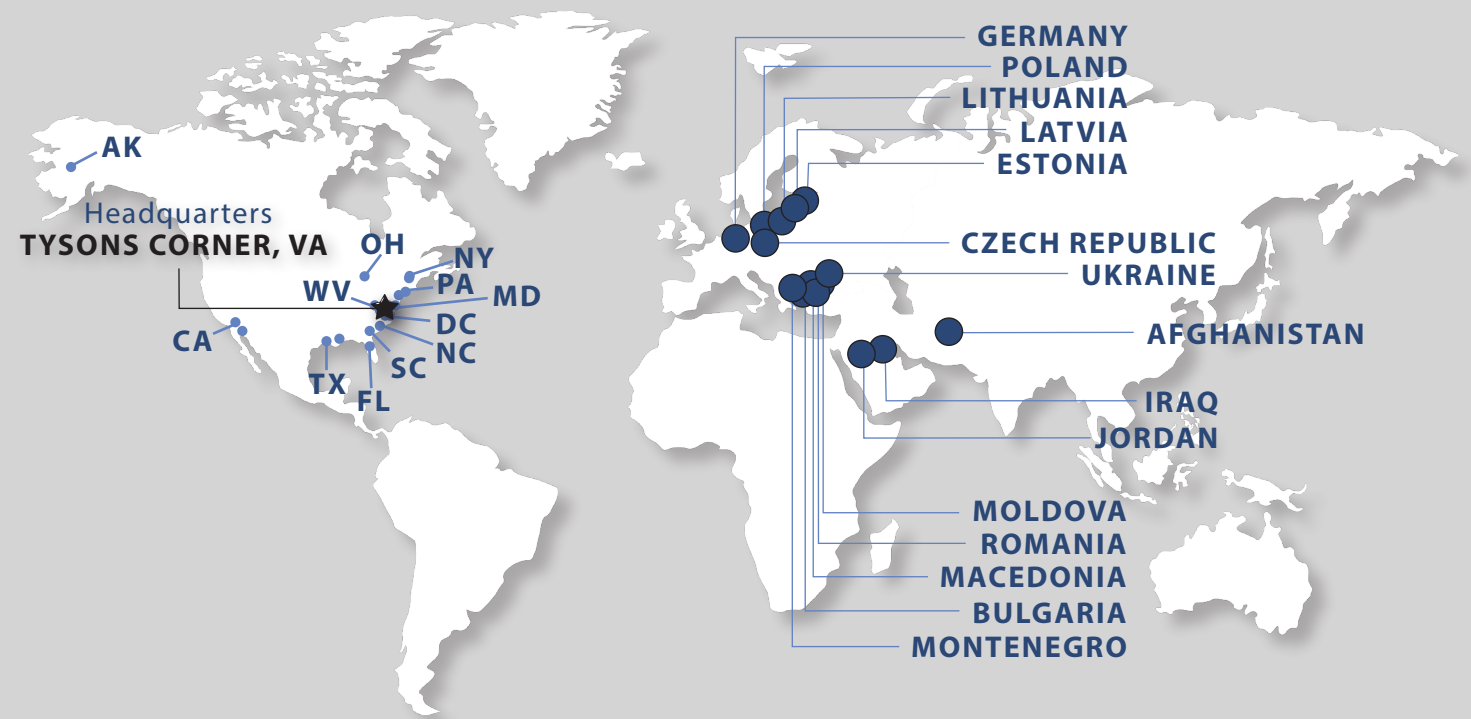 AK
Headquarters
TYSONS CORNER, VA
OH
NY
PA
WV
MD
DC
NC
CA
SC
TX
FL
GERMANY
POLAND
LITHUANIA
LATVIA
ESTONIA
CZECH REPUBLIC
UKRAINE
AFGHANISTAN
IRAQ
JORDAN
MOLDOVA
ROMANIA
MACEDONIA
BULGARIA
MONTENEGRO